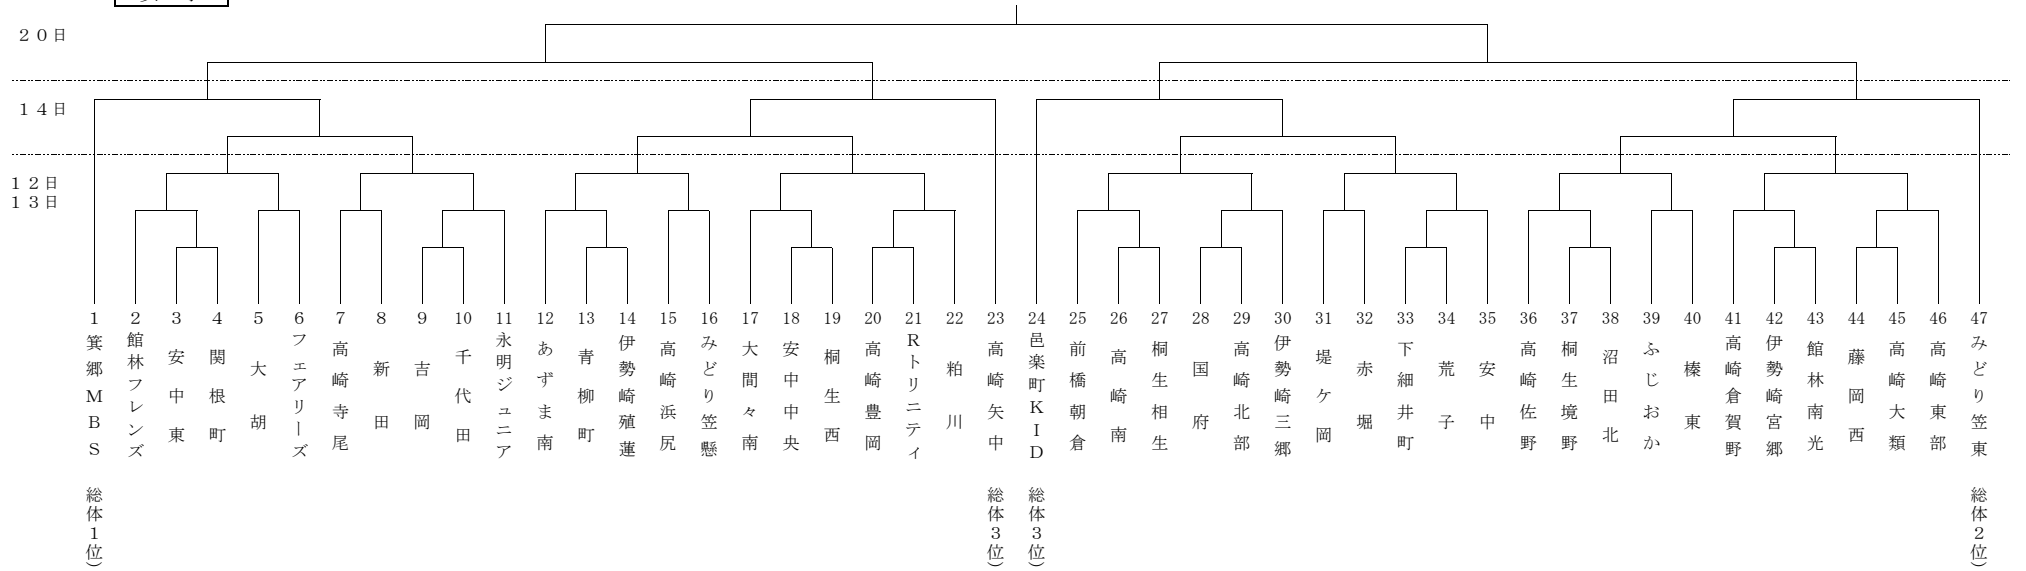 ２０日
１４日
１２日
１３日
1 箕郷ＭＢＳ 総体１位）
2 館林フレンズ
3 安中東
4 関根町
5 大胡
6 フェアリーズ
7 高崎寺尾
8 新田
9 吉岡
10 千代田
11 永明ジュニア
12 あずま南
13 青柳町
14 伊勢崎殖蓮
15 高崎浜尻
16 みどり笠懸
17 大間々南
18 安中中央
19 桐生西
20 高崎豊岡
21 Ｒトリニティ
22 粕川
23 高崎矢中 総体３位）
24 邑楽町ＫＩＤ 総体３位）
25 前橋朝倉
26 高崎南
27 桐生相生
28 国府
29 高崎北部
30 伊勢崎三郷
31 堤ケ岡
32 赤堀
33 下細井町
34 荒子
35 安中
36 高崎佐野
37 桐生境野
38 沼田北
39 ふじおか
40 榛東
41 高崎倉賀野
42 伊勢崎宮郷
43 館林南光
44 藤岡西
45 高崎大類
46 高崎東部
47 みどり笠東 総体２位）